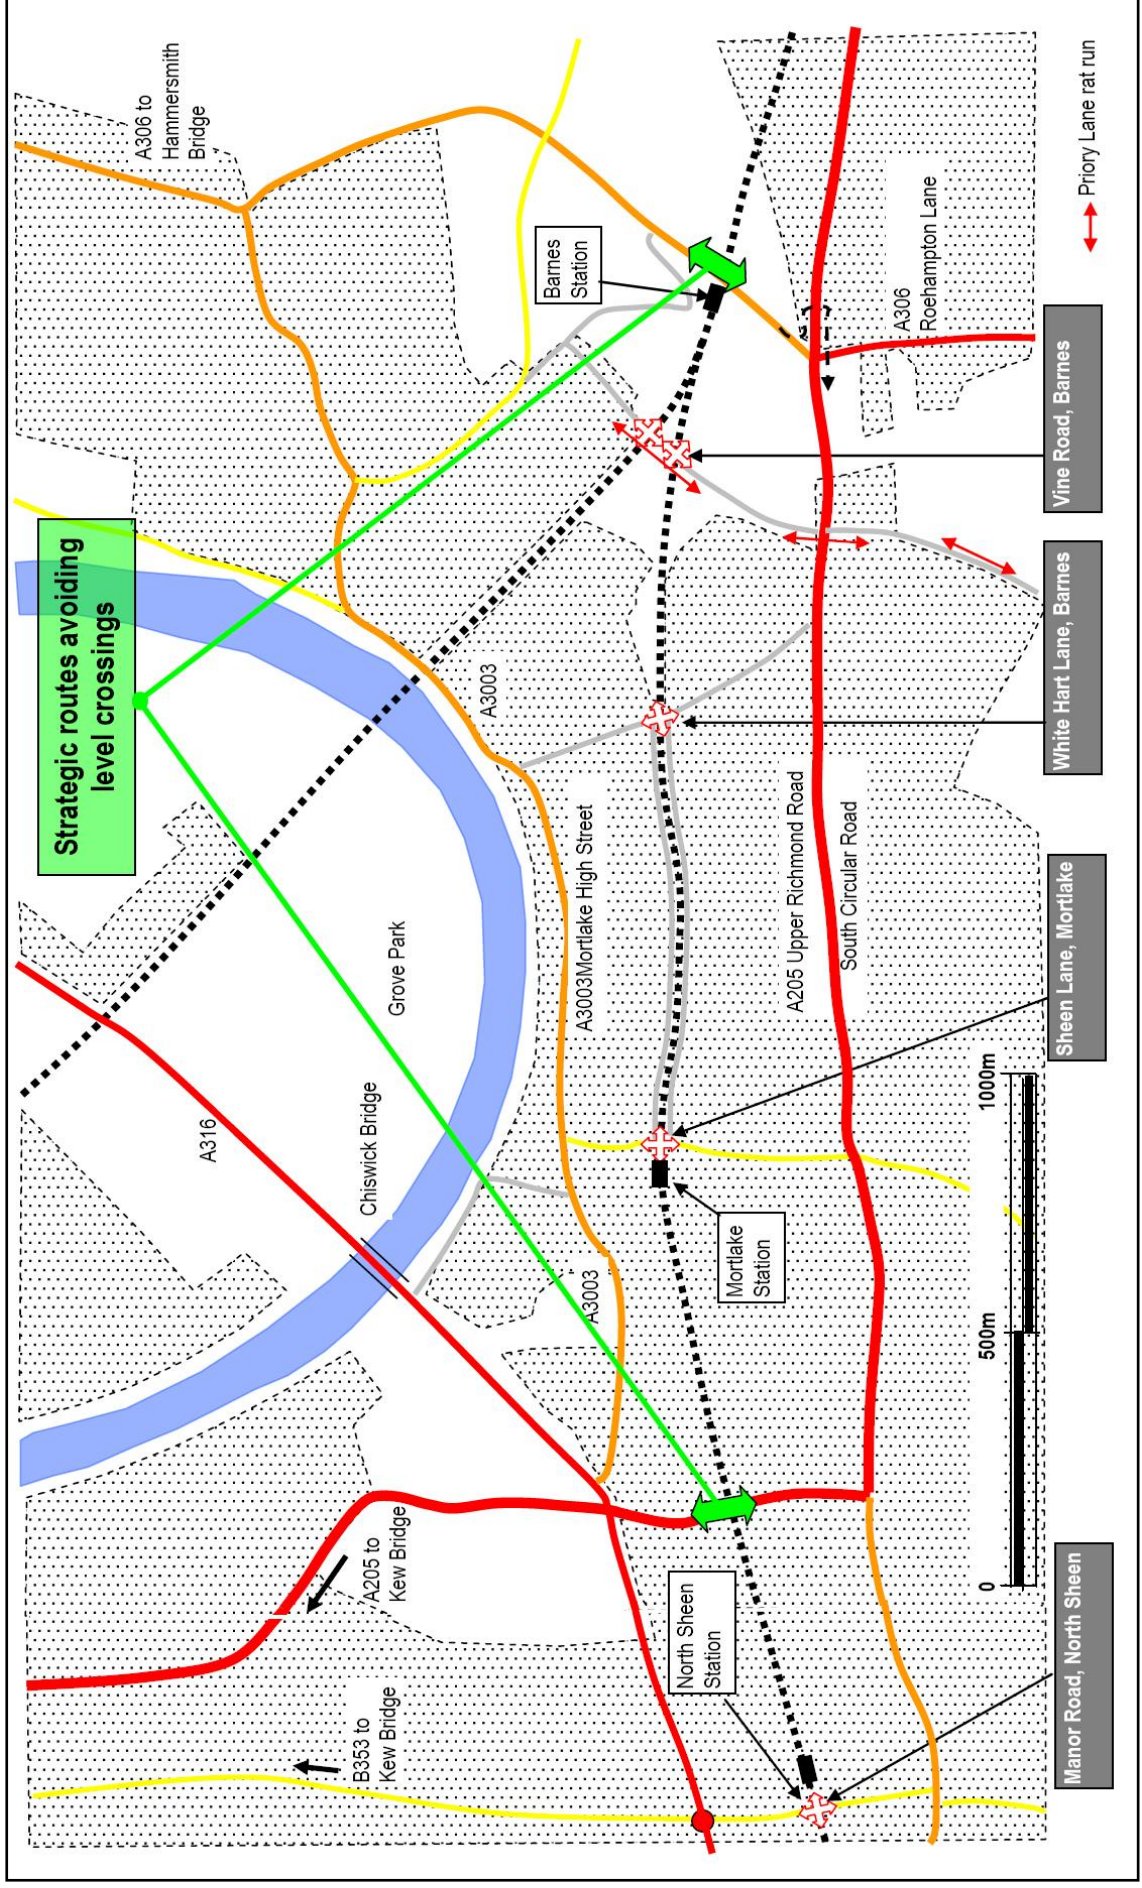 Strategic routes avoiding
level crossings
B353 to
Kew Bridge
A205 to
Kew Bridge
A316
Chiswick Bridge
Grove Park
A306 to
Hammersmith
Bridge
A3003
A3003
A3003Mortlake High Street
Barnes
Station
North Sheen
Station
Mortlake
Station
A205 Upper Richmond Road
South Circular Road
A306
Roehampton Lane
0
500m
1000m
Manor Road, North Sheen
Sheen Lane, Mortlake
White Hart Lane, Barnes
Vine Road, Barnes
Priory Lane rat run